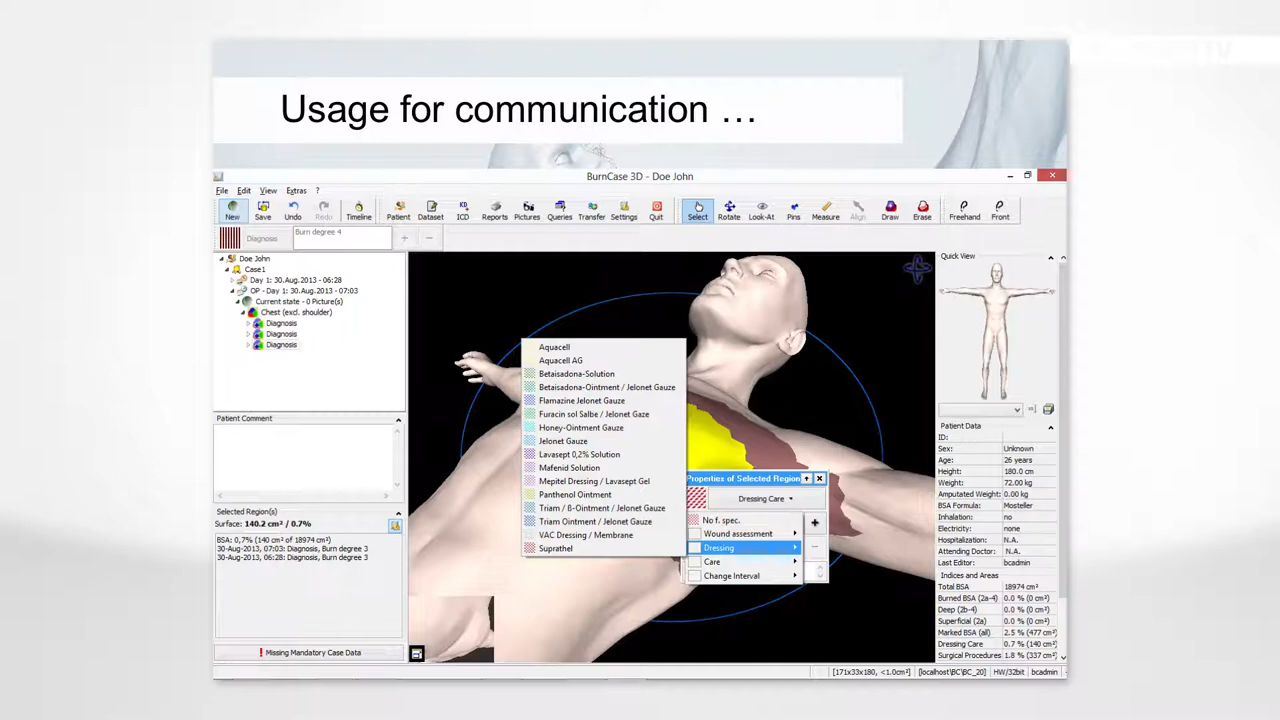 Usage for communication …
BurnCase 3D - Doe John
File Edit View Extras ?
New Save Undo Redo Timeline Patient Dataset ICD Reports Pictures Queries Transfer Settings Quit Select Rotate Look-At Pins Measure Align Draw Erase Freehand Front
Diagnosis Burn degree 4
Doe John
Case1
Day 1: 30.Aug.2013 - 06:28
OP - Day 1: 30.Aug.2013 - 07:03
Current state - 0 Picture(s)
Chest (excl. shoulder)
Diagnosis
Diagnosis
Diagnosis
Patient Comment
Selected Region(s)
Surface: 140.2 cm² / 0.7%
BSA: 0,7% (140 cm² of 18974 cm²)
30-Aug-2013, 07:03: Diagnosis, Burn degree 3
30-Aug-2013, 06:28: Diagnosis, Burn degree 3
! Missing Mandatory Case Data
Aquacell
Aquacell AG
Betaisadona-Solution
Betaisadona-Ointment / Jelonet Gauze
Flamazine Jelonet Gauze
Furacin sol Salbe / Jelonet Gaze
Honey-Ointment Gauze
Jelonet Gauze
Lavasept 0,2% Solution
Mafenid Solution
Mepitel Dressing / Lavasept Gel
Panthenol Ointment
Triam / ß-Ointment / Jelonet Gauze
Triam Ointment / Jelonet Gauze
VAC Dressing / Membrane
Suprathel
Properties of Selected Region
Dressing Care
No f. spec.
Wound assessment
Dressing
Care
Change Interval
Quick View
Patient Data
ID:
Sex: Unknown
Age: 26 years
Height: 180.0 cm
Weight: 72.00 kg
Amputated Weight: 0.00 kg
BSA Formula: Mosteller
Inhalation: no
Electricity: none
Hospitalization: N.A.
Attending Doctor: N.A.
Last Editor: bcadmin
Indices and Areas
Total BSA 18974 cm²
Burned BSA (2a-4) 0.0 % (0 cm²)
Deep (2b-4) 0.0 % (0 cm²)
Superficial (2a) 0.0 % (0 cm²)
Marked BSA (all) 2.5 % (477 cm²)
Dressing Care 0.7 % (140 cm²)
Surgical Procedures 1.8 % (337 cm²)
[171x33x180, <1.0cm²] [localhost\BC\BC_20] HW/32bit bcadmin